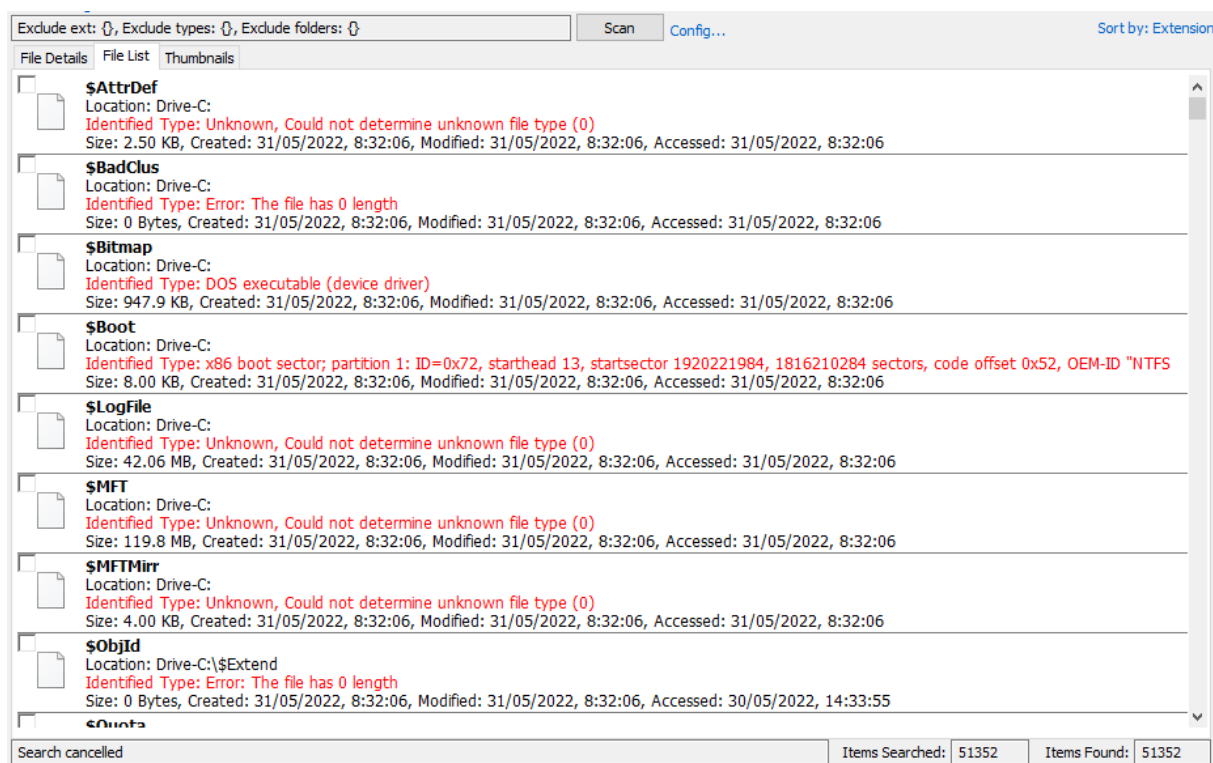 Exclude ext: {}, Exclude types: {}, Exclude folders: {} Scan Config... Sort by: Extension
File Details File List Thumbnails
$AttrDef
Location: Drive-C:
Identified Type: Unknown, Could not determine unknown file type (0)
Size: 2.50 KB, Created: 31/05/2022, 8:32:06, Modified: 31/05/2022, 8:32:06, Accessed: 31/05/2022, 8:32:06
$BadClus
Location: Drive-C:
Identified Type: Error: The file has 0 length
Size: 0 Bytes, Created: 31/05/2022, 8:32:06, Modified: 31/05/2022, 8:32:06, Accessed: 31/05/2022, 8:32:06
$Bitmap
Location: Drive-C:
Identified Type: DOS executable (device driver)
Size: 947.9 KB, Created: 31/05/2022, 8:32:06, Modified: 31/05/2022, 8:32:06, Accessed: 31/05/2022, 8:32:06
$Boot
Location: Drive-C:
Identified Type: x86 boot sector; partition 1: ID=0x72, starthead 13, startsector 1920221984, 1816210284 sectors, code offset 0x52, OEM-ID "NTFS
Size: 8.00 KB, Created: 31/05/2022, 8:32:06, Modified: 31/05/2022, 8:32:06, Accessed: 31/05/2022, 8:32:06
$LogFile
Location: Drive-C:
Identified Type: Unknown, Could not determine unknown file type (0)
Size: 42.06 MB, Created: 31/05/2022, 8:32:06, Modified: 31/05/2022, 8:32:06, Accessed: 31/05/2022, 8:32:06
$MFT
Location: Drive-C:
Identified Type: Unknown, Could not determine unknown file type (0)
Size: 119.8 MB, Created: 31/05/2022, 8:32:06, Modified: 31/05/2022, 8:32:06, Accessed: 31/05/2022, 8:32:06
$MFTMirr
Location: Drive-C:
Identified Type: Unknown, Could not determine unknown file type (0)
Size: 4.00 KB, Created: 31/05/2022, 8:32:06, Modified: 31/05/2022, 8:32:06, Accessed: 31/05/2022, 8:32:06
$ObjId
Location: Drive-C:\$Extend
Identified Type: Error: The file has 0 length
Size: 0 Bytes, Created: 31/05/2022, 8:32:06, Modified: 31/05/2022, 8:32:06, Accessed: 30/05/2022, 14:33:55
$Quota
Search cancelled Items Searched: 51352 Items Found: 51352